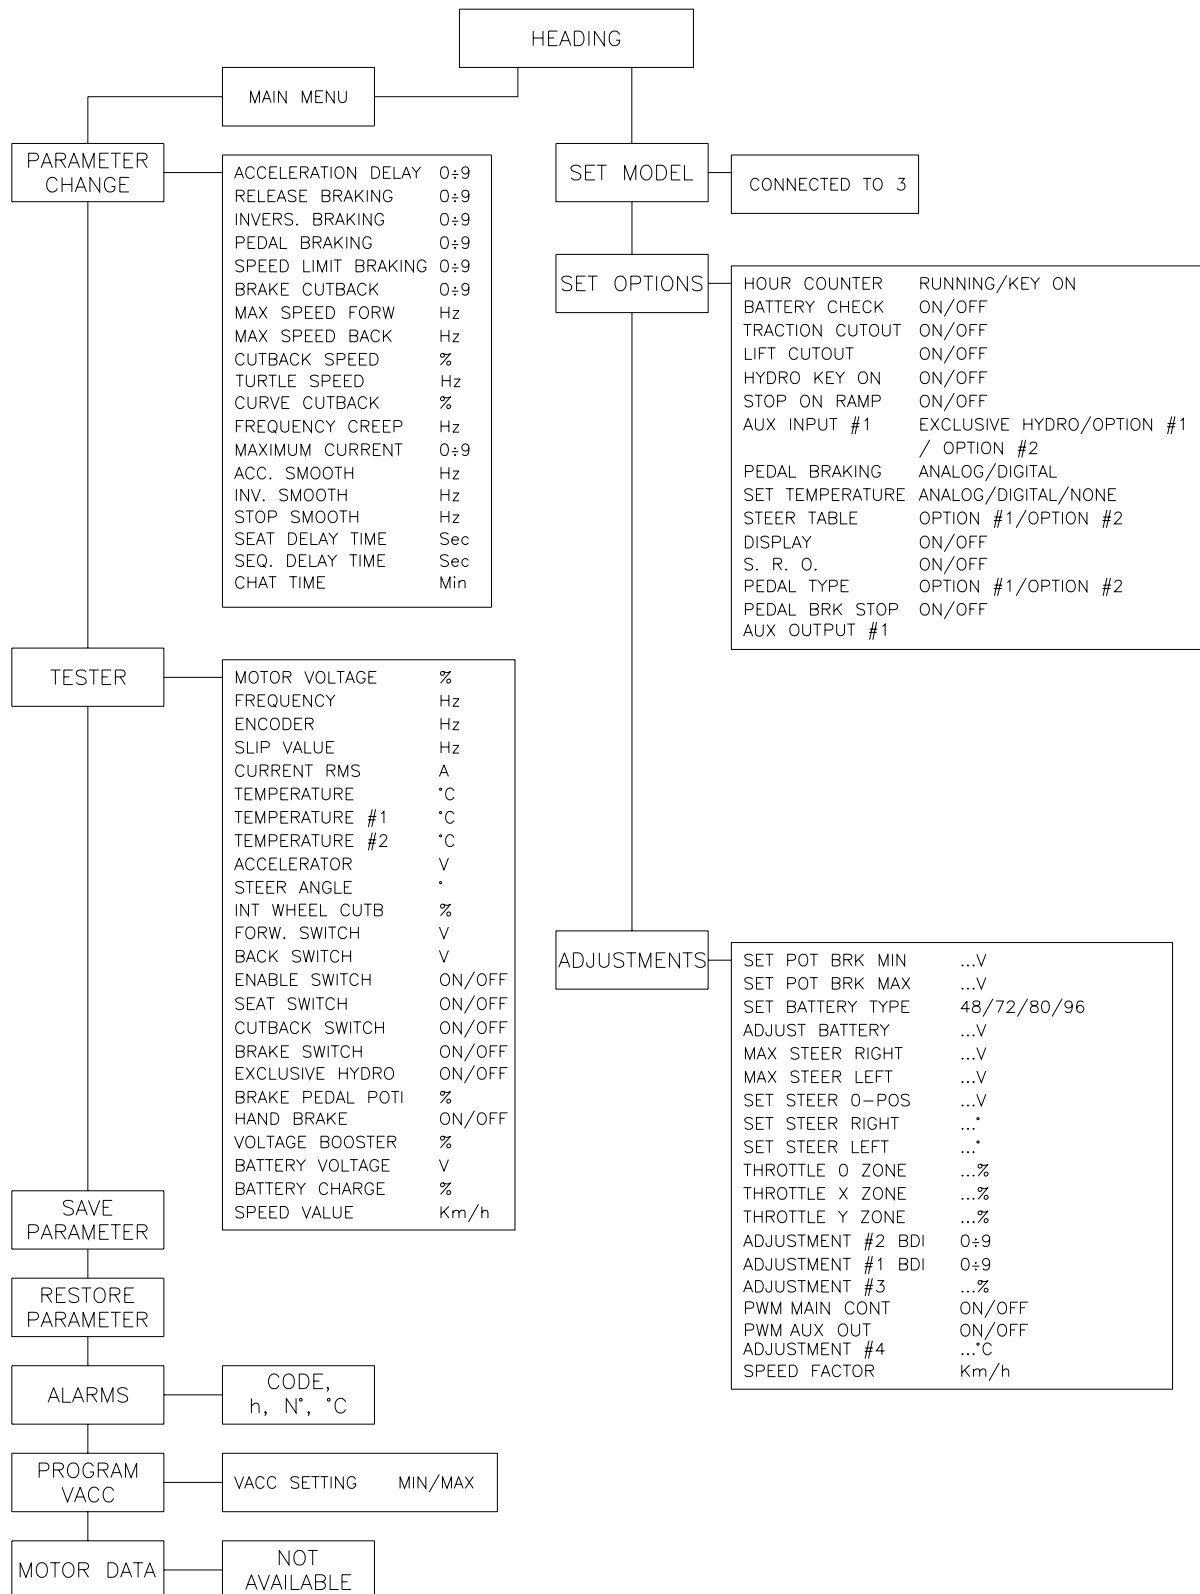 HEADING
MAIN MENU
PARAMETER
CHANGE
ACCELERATION DELAY 0÷9
RELEASE BRAKING 0÷9
INVERS. BRAKING 0÷9
PEDAL BRAKING 0÷9
SPEED LIMIT BRAKING 0÷9
BRAKE CUTBACK 0÷9
MAX SPEED FORW Hz
MAX SPEED BACK Hz
CUTBACK SPEED %
TURTLE SPEED Hz
CURVE CUTBACK %
FREQUENCY CREEP Hz
MAXIMUM CURRENT 0÷9
ACC. SMOOTH Hz
INV. SMOOTH Hz
STOP SMOOTH Hz
SEAT DELAY TIME Sec
SEQ. DELAY TIME Sec
CHAT TIME Min
TESTER
MOTOR VOLTAGE %
FREQUENCY Hz
ENCODER Hz
SLIP VALUE Hz
CURRENT RMS A
TEMPERATURE °C
TEMPERATURE #1 °C
TEMPERATURE #2 °C
ACCELERATOR V
STEER ANGLE °
INT WHEEL CUTB %
FORW. SWITCH V
BACK SWITCH V
ENABLE SWITCH ON/OFF
SEAT SWITCH ON/OFF
CUTBACK SWITCH ON/OFF
BRAKE SWITCH ON/OFF
EXCLUSIVE HYDRO ON/OFF
BRAKE PEDAL POTI %
HAND BRAKE ON/OFF
VOLTAGE BOOSTER %
BATTERY VOLTAGE V
BATTERY CHARGE %
SPEED VALUE Km/h
SAVE
PARAMETER
RESTORE
PARAMETER
ALARMS
CODE,
h, N°, °C
PROGRAM
VACC
VACC SETTING MIN/MAX
MOTOR DATA
NOT
AVAILABLE
SET MODEL
CONNECTED TO 3
SET OPTIONS
HOUR COUNTER RUNNING/KEY ON
BATTERY CHECK ON/OFF
TRACTION CUTOUT ON/OFF
LIFT CUTOUT ON/OFF
HYDRO KEY ON ON/OFF
STOP ON RAMP ON/OFF
AUX INPUT #1 EXCLUSIVE HYDRO/OPTION #1
/ OPTION #2
PEDAL BRAKING ANALOG/DIGITAL
SET TEMPERATURE ANALOG/DIGITAL/NONE
STEER TABLE OPTION #1/OPTION #2
DISPLAY ON/OFF
S. R. O. ON/OFF
PEDAL TYPE OPTION #1/OPTION #2
PEDAL BRK STOP ON/OFF
AUX OUTPUT #1
ADJUSTMENTS
SET POT BRK MIN ...V
SET POT BRK MAX ...V
SET BATTERY TYPE 48/72/80/96
ADJUST BATTERY ...V
MAX STEER RIGHT ...V
MAX STEER LEFT ...V
SET STEER 0-POS ...V
SET STEER RIGHT ...°
SET STEER LEFT ...°
THROTTLE 0 ZONE ...%
THROTTLE X ZONE ...%
THROTTLE Y ZONE ...%
ADJUSTMENT #2 BDI 0÷9
ADJUSTMENT #1 BDI 0÷9
ADJUSTMENT #3 ...%
PWM MAIN CONT ON/OFF
PWM AUX OUT ON/OFF
ADJUSTMENT #4 ...°C
SPEED FACTOR Km/h